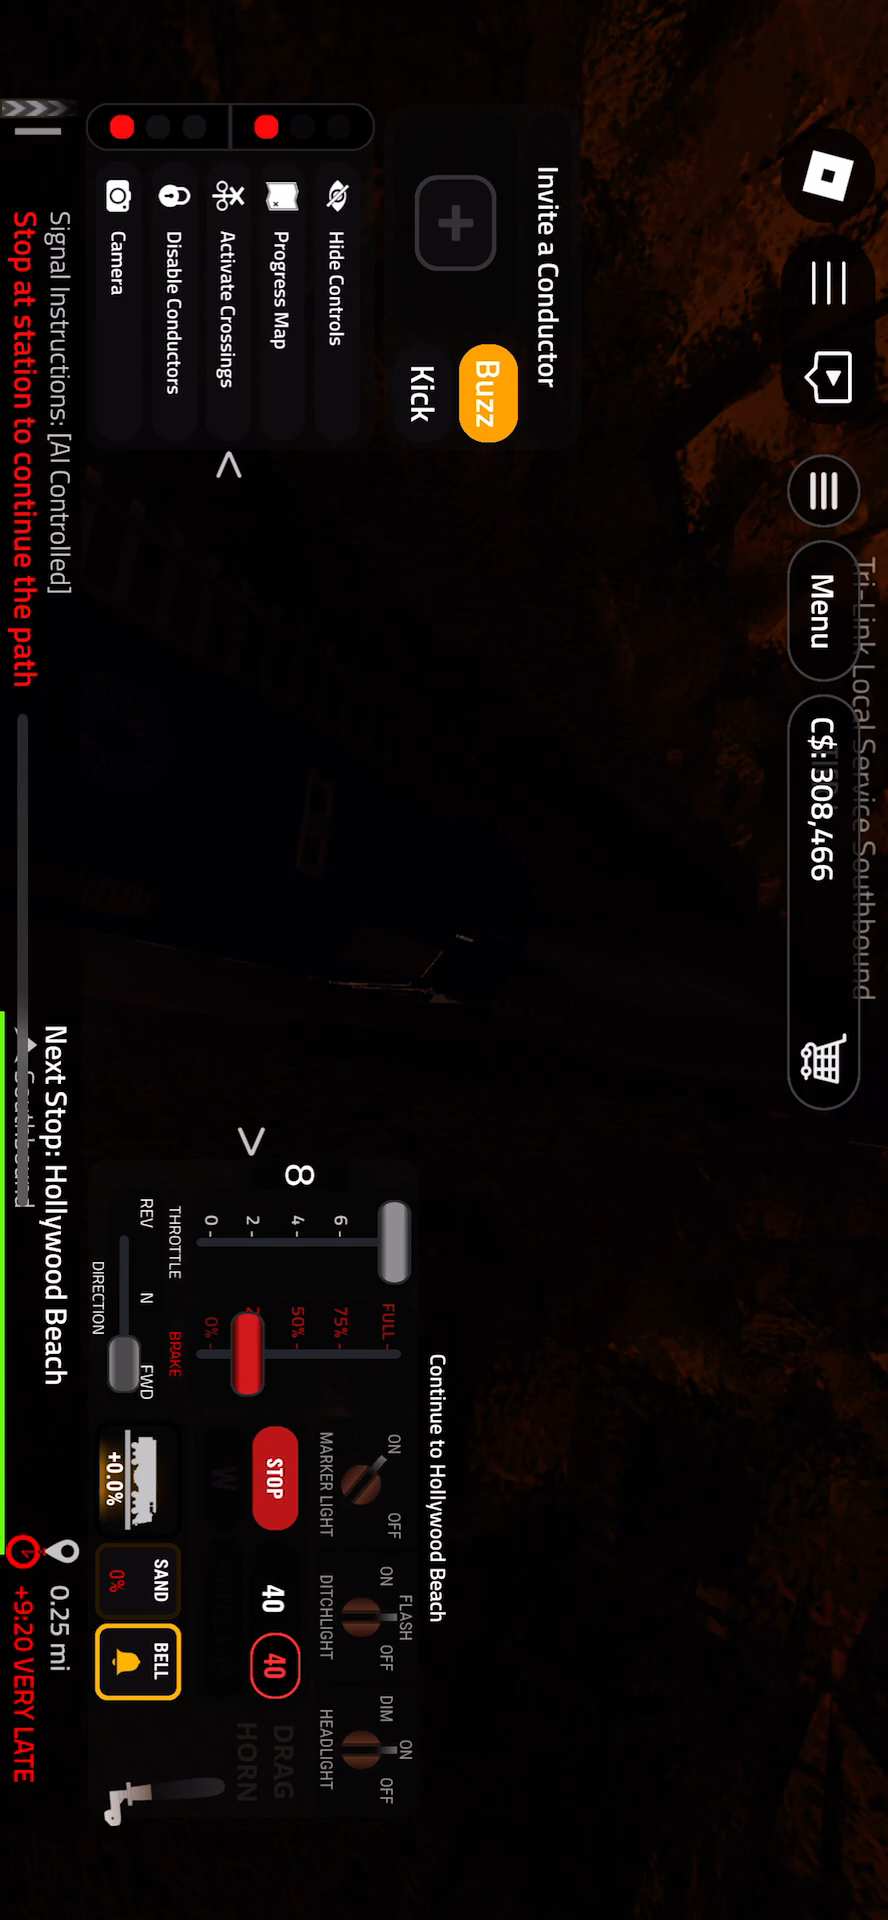 Tri-Link Local Service Southbound
Menu
C$: 308,466
Invite a Conductor
Buzz
Kick
Hide Controls
Progress Map
Activate Crossings
Disable Conductors
Camera
Signal Instructions: [AI Controlled]
Stop at station to continue the path
Next Stop: Hollywood Beach
Southbound
0.25 mi
+9:20 VERY LATE
Continue to Hollywood Beach
8
6 -
4 -
2 -
0 -
THROTTLE
FULL -
75% -
50% -
0% -
BRAKE
REV
N
FWD
DIRECTION
ON
OFF
MARKER LIGHT
FLASH
ON
OFF
DITCHLIGHT
ON
DIM
OFF
HEADLIGHT
STOP
W
40
40
DRAG
HORN
+0.0%
SAND
0%
BELL